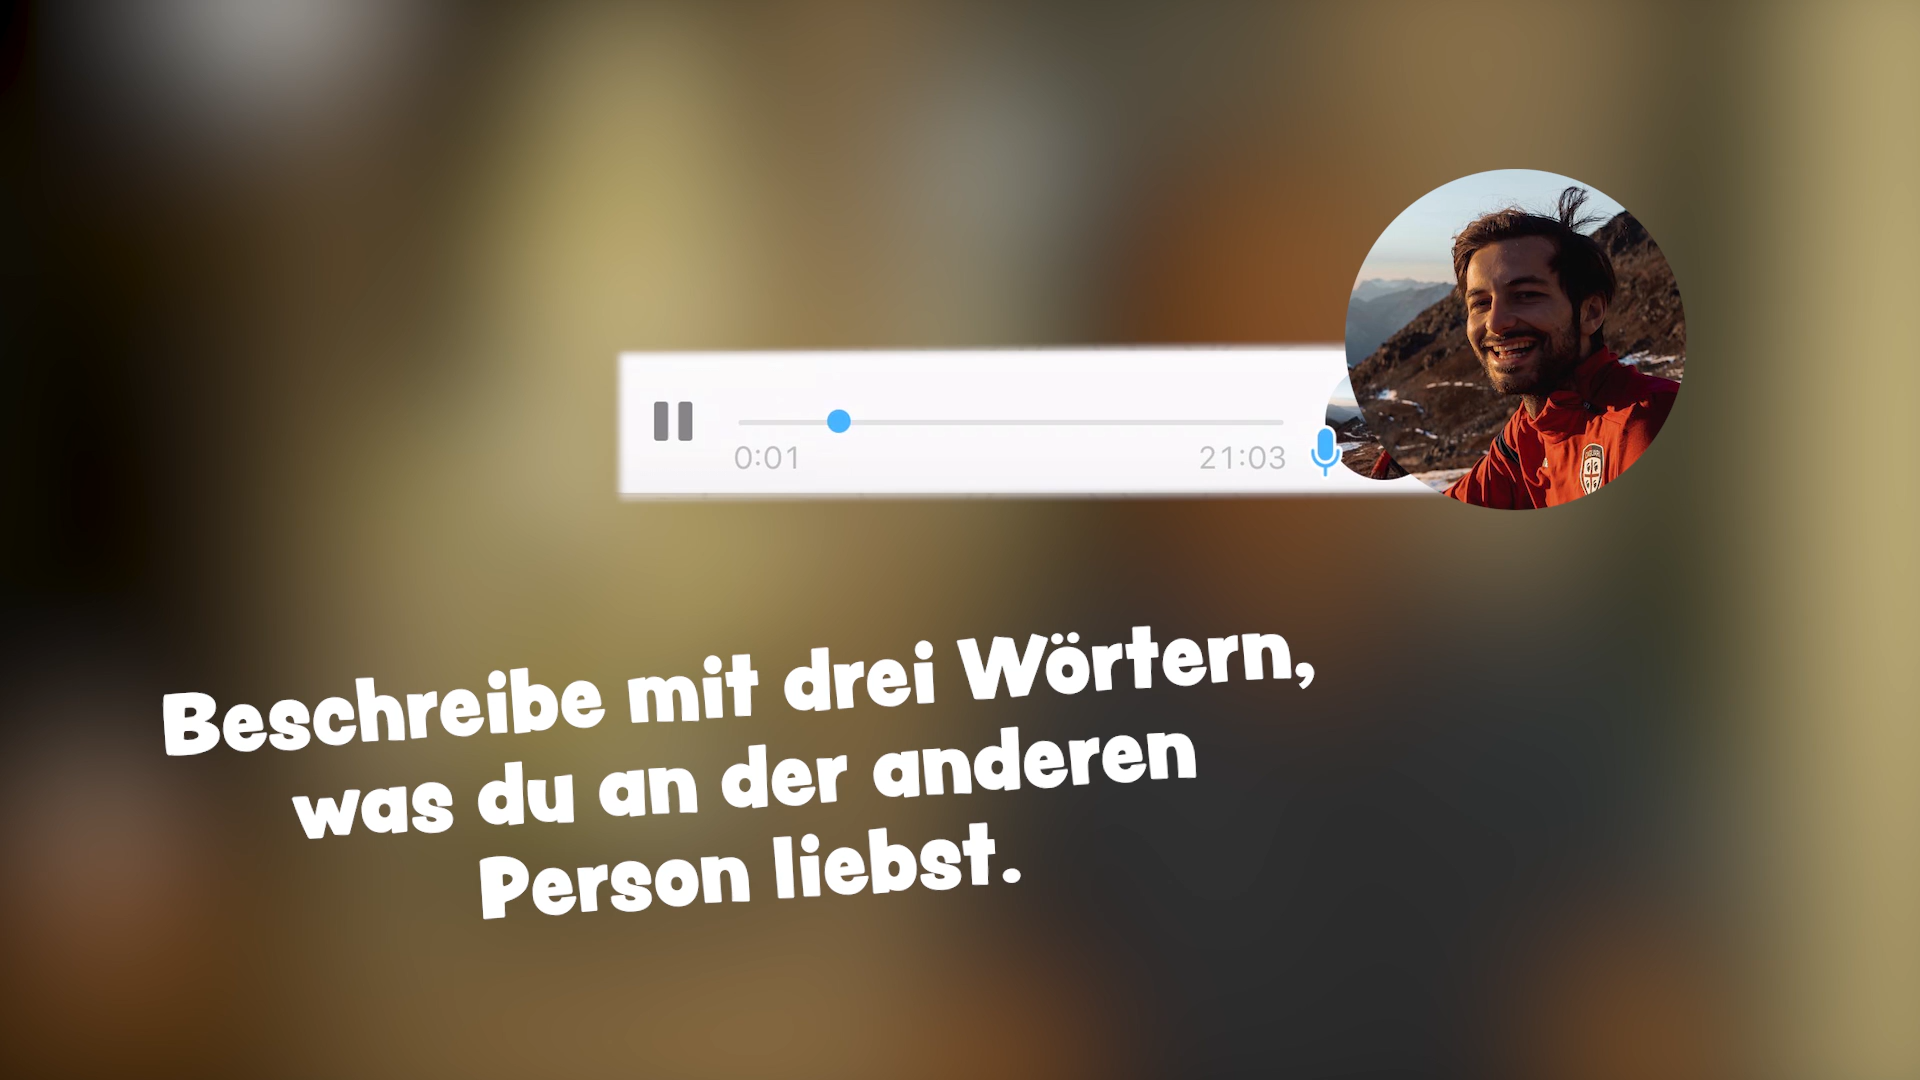 0:01
21:03
Beschreibe mit drei Wörtern,
was du an der anderen
Person liebst.